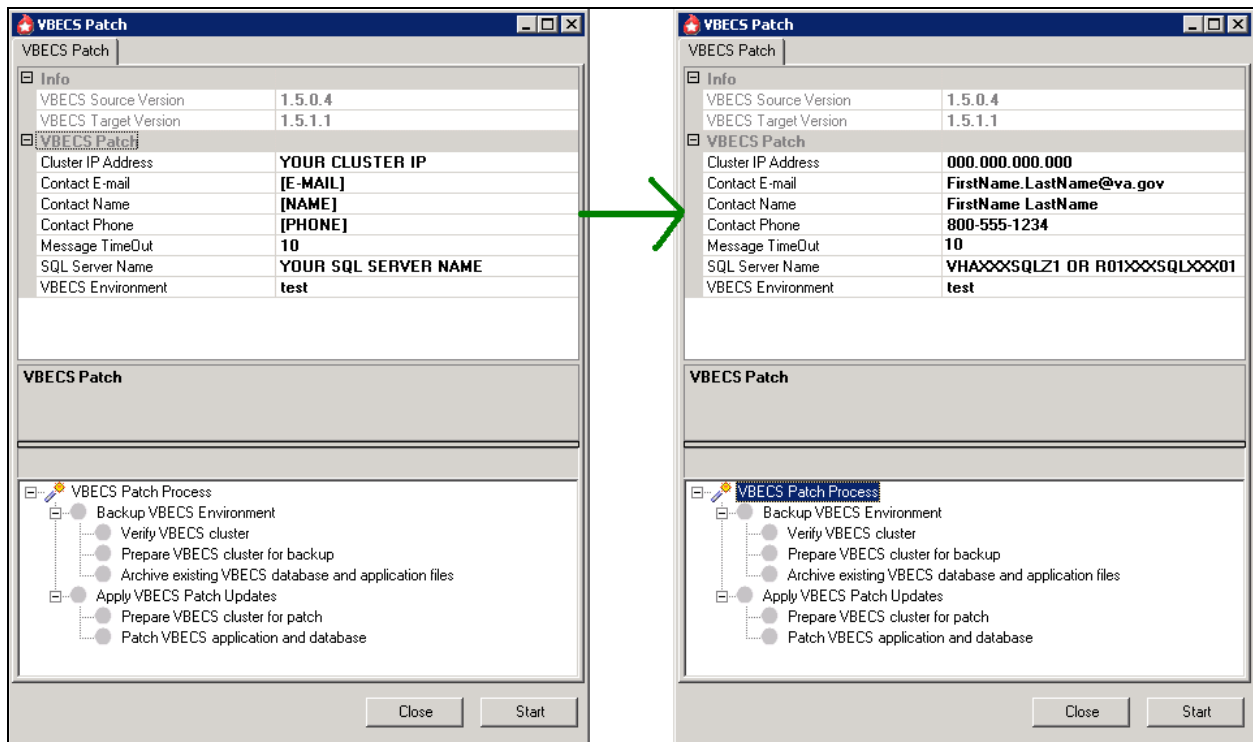 VBECS Patch
VBECS Patch
Info
VBECS Source Version 1.5.0.4
VBECS Target Version 1.5.1.1
VBECS Patch
Cluster IP Address YOUR CLUSTER IP
Contact E-mail [E-MAIL]
Contact Name [NAME]
Contact Phone [PHONE]
Message TimeOut 10
SQL Server Name YOUR SQL SERVER NAME
VBECS Environment test
VBECS Patch
VBECS Patch Process
Backup VBECS Environment
Verify VBECS cluster
Prepare VBECS cluster for backup
Archive existing VBECS database and application files
Apply VBECS Patch Updates
Prepare VBECS cluster for patch
Patch VBECS application and database
Close Start
VBECS Patch
VBECS Patch
Info
VBECS Source Version 1.5.0.4
VBECS Target Version 1.5.1.1
VBECS Patch
Cluster IP Address 000.000.000.000
Contact E-mail FirstName.LastName@va.gov
Contact Name FirstName LastName
Contact Phone 800-555-1234
Message TimeOut 10
SQL Server Name VHAXXXSQLZ1 OR R01XXXSQLXXX01
VBECS Environment test
VBECS Patch
VBECS Patch Process
Backup VBECS Environment
Verify VBECS cluster
Prepare VBECS cluster for backup
Archive existing VBECS database and application files
Apply VBECS Patch Updates
Prepare VBECS cluster for patch
Patch VBECS application and database
Close Start